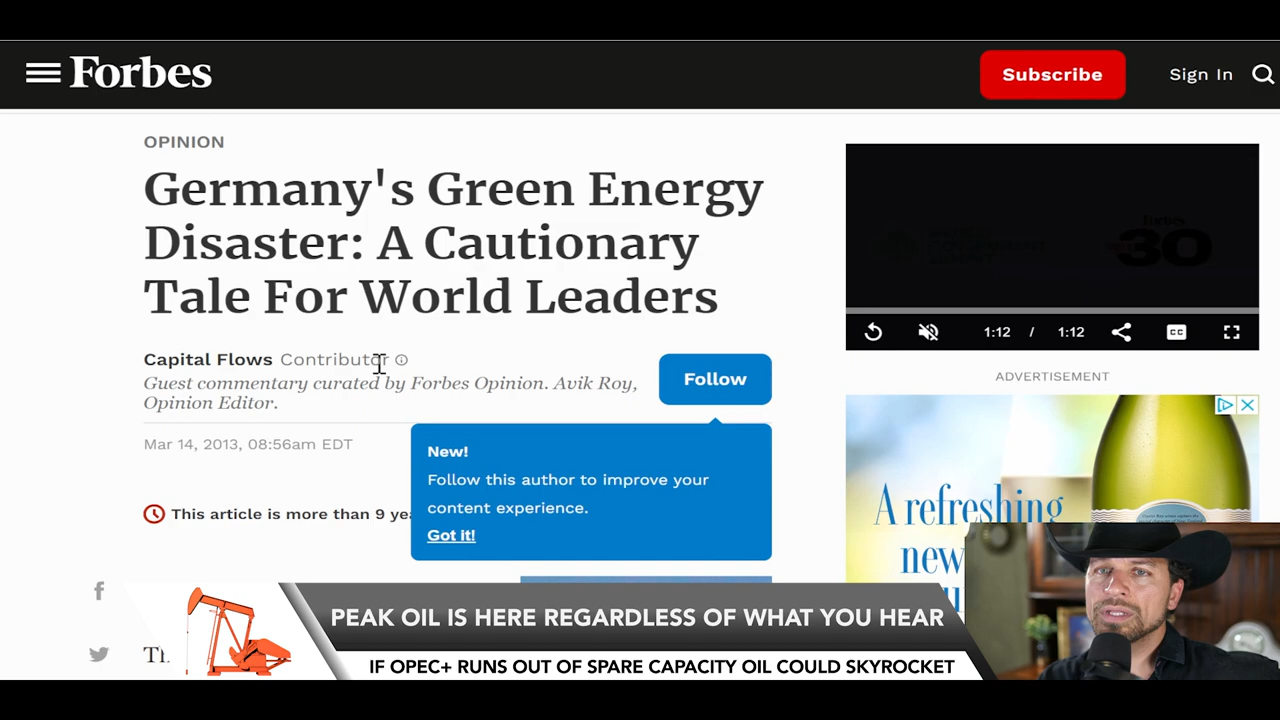 Forbes
Subscribe
Sign In
OPINION
Germany's Green Energy
Disaster: A Cautionary
Tale For World Leaders
Capital Flows Contributor
Guest commentary curated by Forbes Opinion. Avik Roy,
Opinion Editor.
Follow
Mar 14, 2013, 08:56am EDT
New!
Follow this author to improve your
content experience.
Got it!
This article is more than 9 yea
Forbes
30
1:12 / 1:12
CC
ADVERTISEMENT
A refreshing
new
PEAK OIL IS HERE REGARDLESS OF WHAT YOU HEAR
IF OPEC+ RUNS OUT OF SPARE CAPACITY OIL COULD SKYROCKET